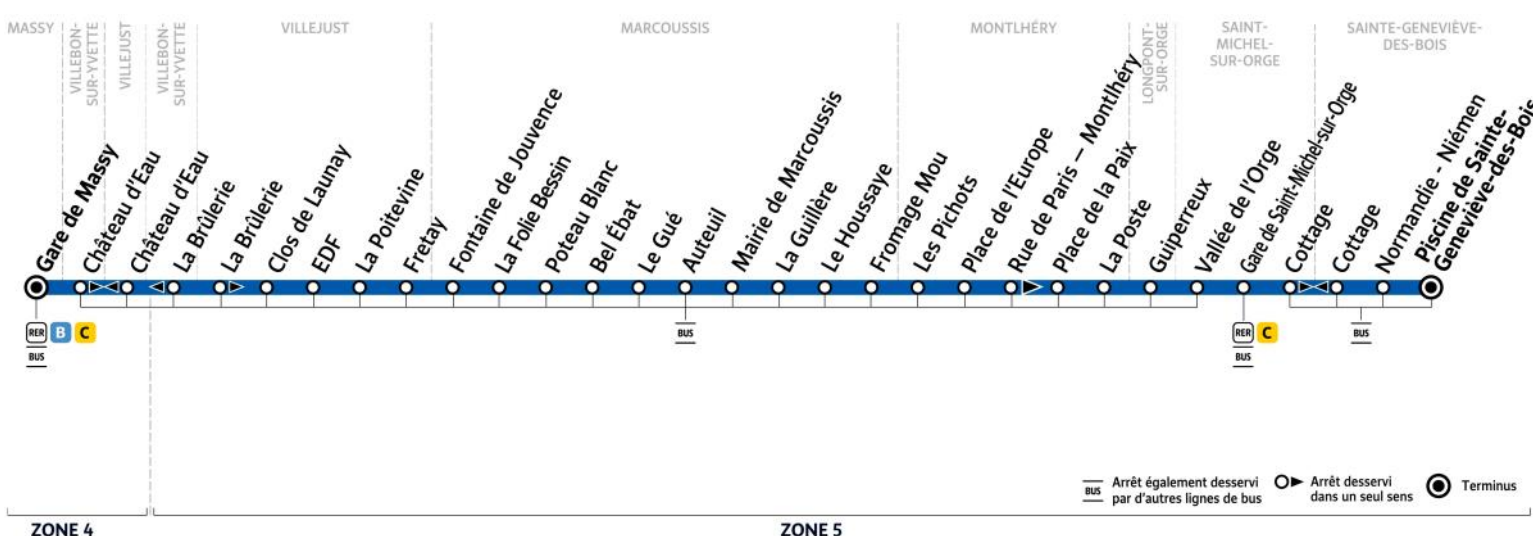 MASSY
VILLEBON-
SUR-YVETTE
VILLEJUST
VILLEBON-
SUR-YVETTE
VILLEJUST
MARCOUSSIS
MONTLHÉRY
LONGPONT-
SUR-ORGE
SAINT-
MICHEL-
SUR-ORGE
SAINTE-GENEVIÈVE-
DES-BOIS
Gare de Massy
Château d'Eau
Château d'Eau
La Brûlerie
La Brûlerie
Clos de Launay
EDF
La Poitevine
Fretay
Fontaine de Jouvence
La Folie Bessin
Poteau Blanc
Bel Ébat
Le Gué
Auteuil
Mairie de Marcoussis
La Guillère
Le Houssaye
Fromage Mou
Les Pichots
Place de l'Europe
Rue de Paris – Montlhéry
Place de la Paix
La Poste
Guiperreux
Vallée de l'Orge
Gare de Saint-Michel-sur-Orge
Cottage
Cottage
Normandie - Niémen
Piscine de Sainte-
Geneviève-des-Bois
RER B C
BUS
BUS
RER C
BUS
BUS
BUS Arrêt également desservi
par d'autres lignes de bus
Arrêt desservi
dans un seul sens
Terminus
ZONE 4
ZONE 5